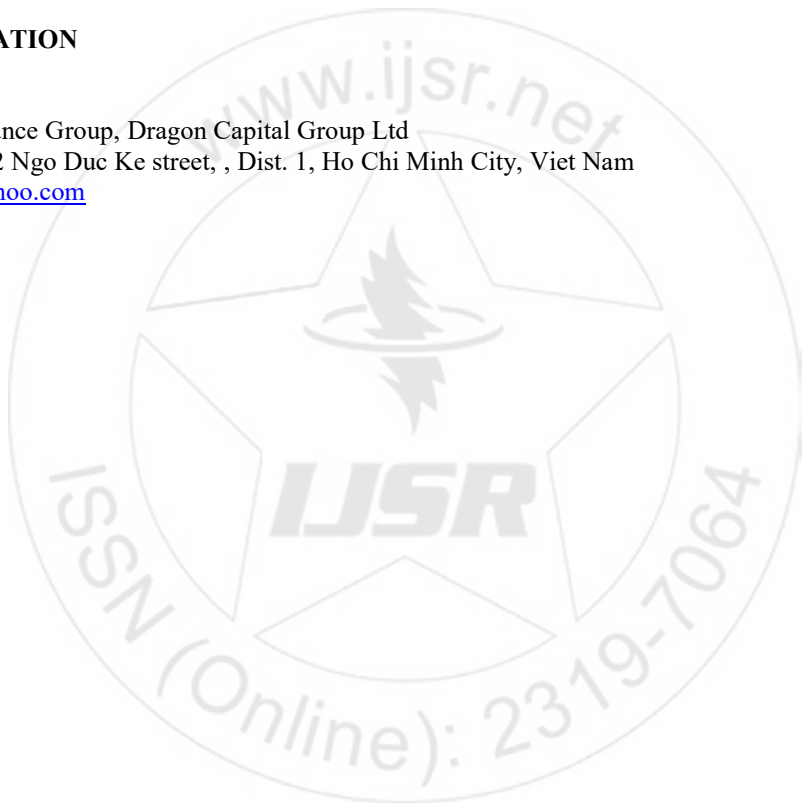 ATION
ance Group, Dragon Capital Group Ltd
2 Ngo Duc Ke street, , Dist. 1, Ho Chi Minh City, Viet Nam
hoo.com
www.ijsr.net
IJSR
ISSN (Online): 2319-7064